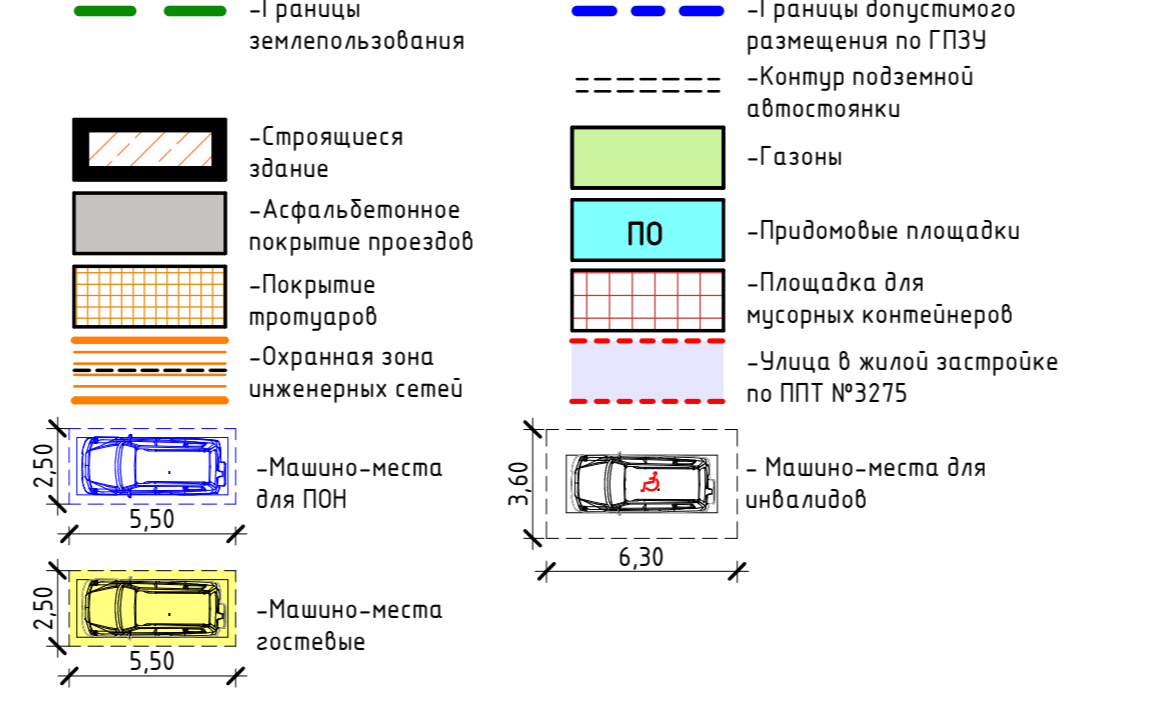 -Границы
землепользования
-Строящиеся
здание
-Асфальбетонное
покрытие проездов
-Покрытие
тротуаров
-Охранная зона
инженерных сетей
2,50
5,50
-Машино-места
для ПОН
2,50
5,50
-Машино-места
гостевые
-Границы допустимого
размещения по ГПЗУ
-Контур подземной
автостоянки
-Газоны
ПО
-Придомовые площадки
-Площадка для
мусорных контейнеров
-Улица в жилой застройке
по ППТ №3275
3,60
6,30
- Машино-места для
инвалидов